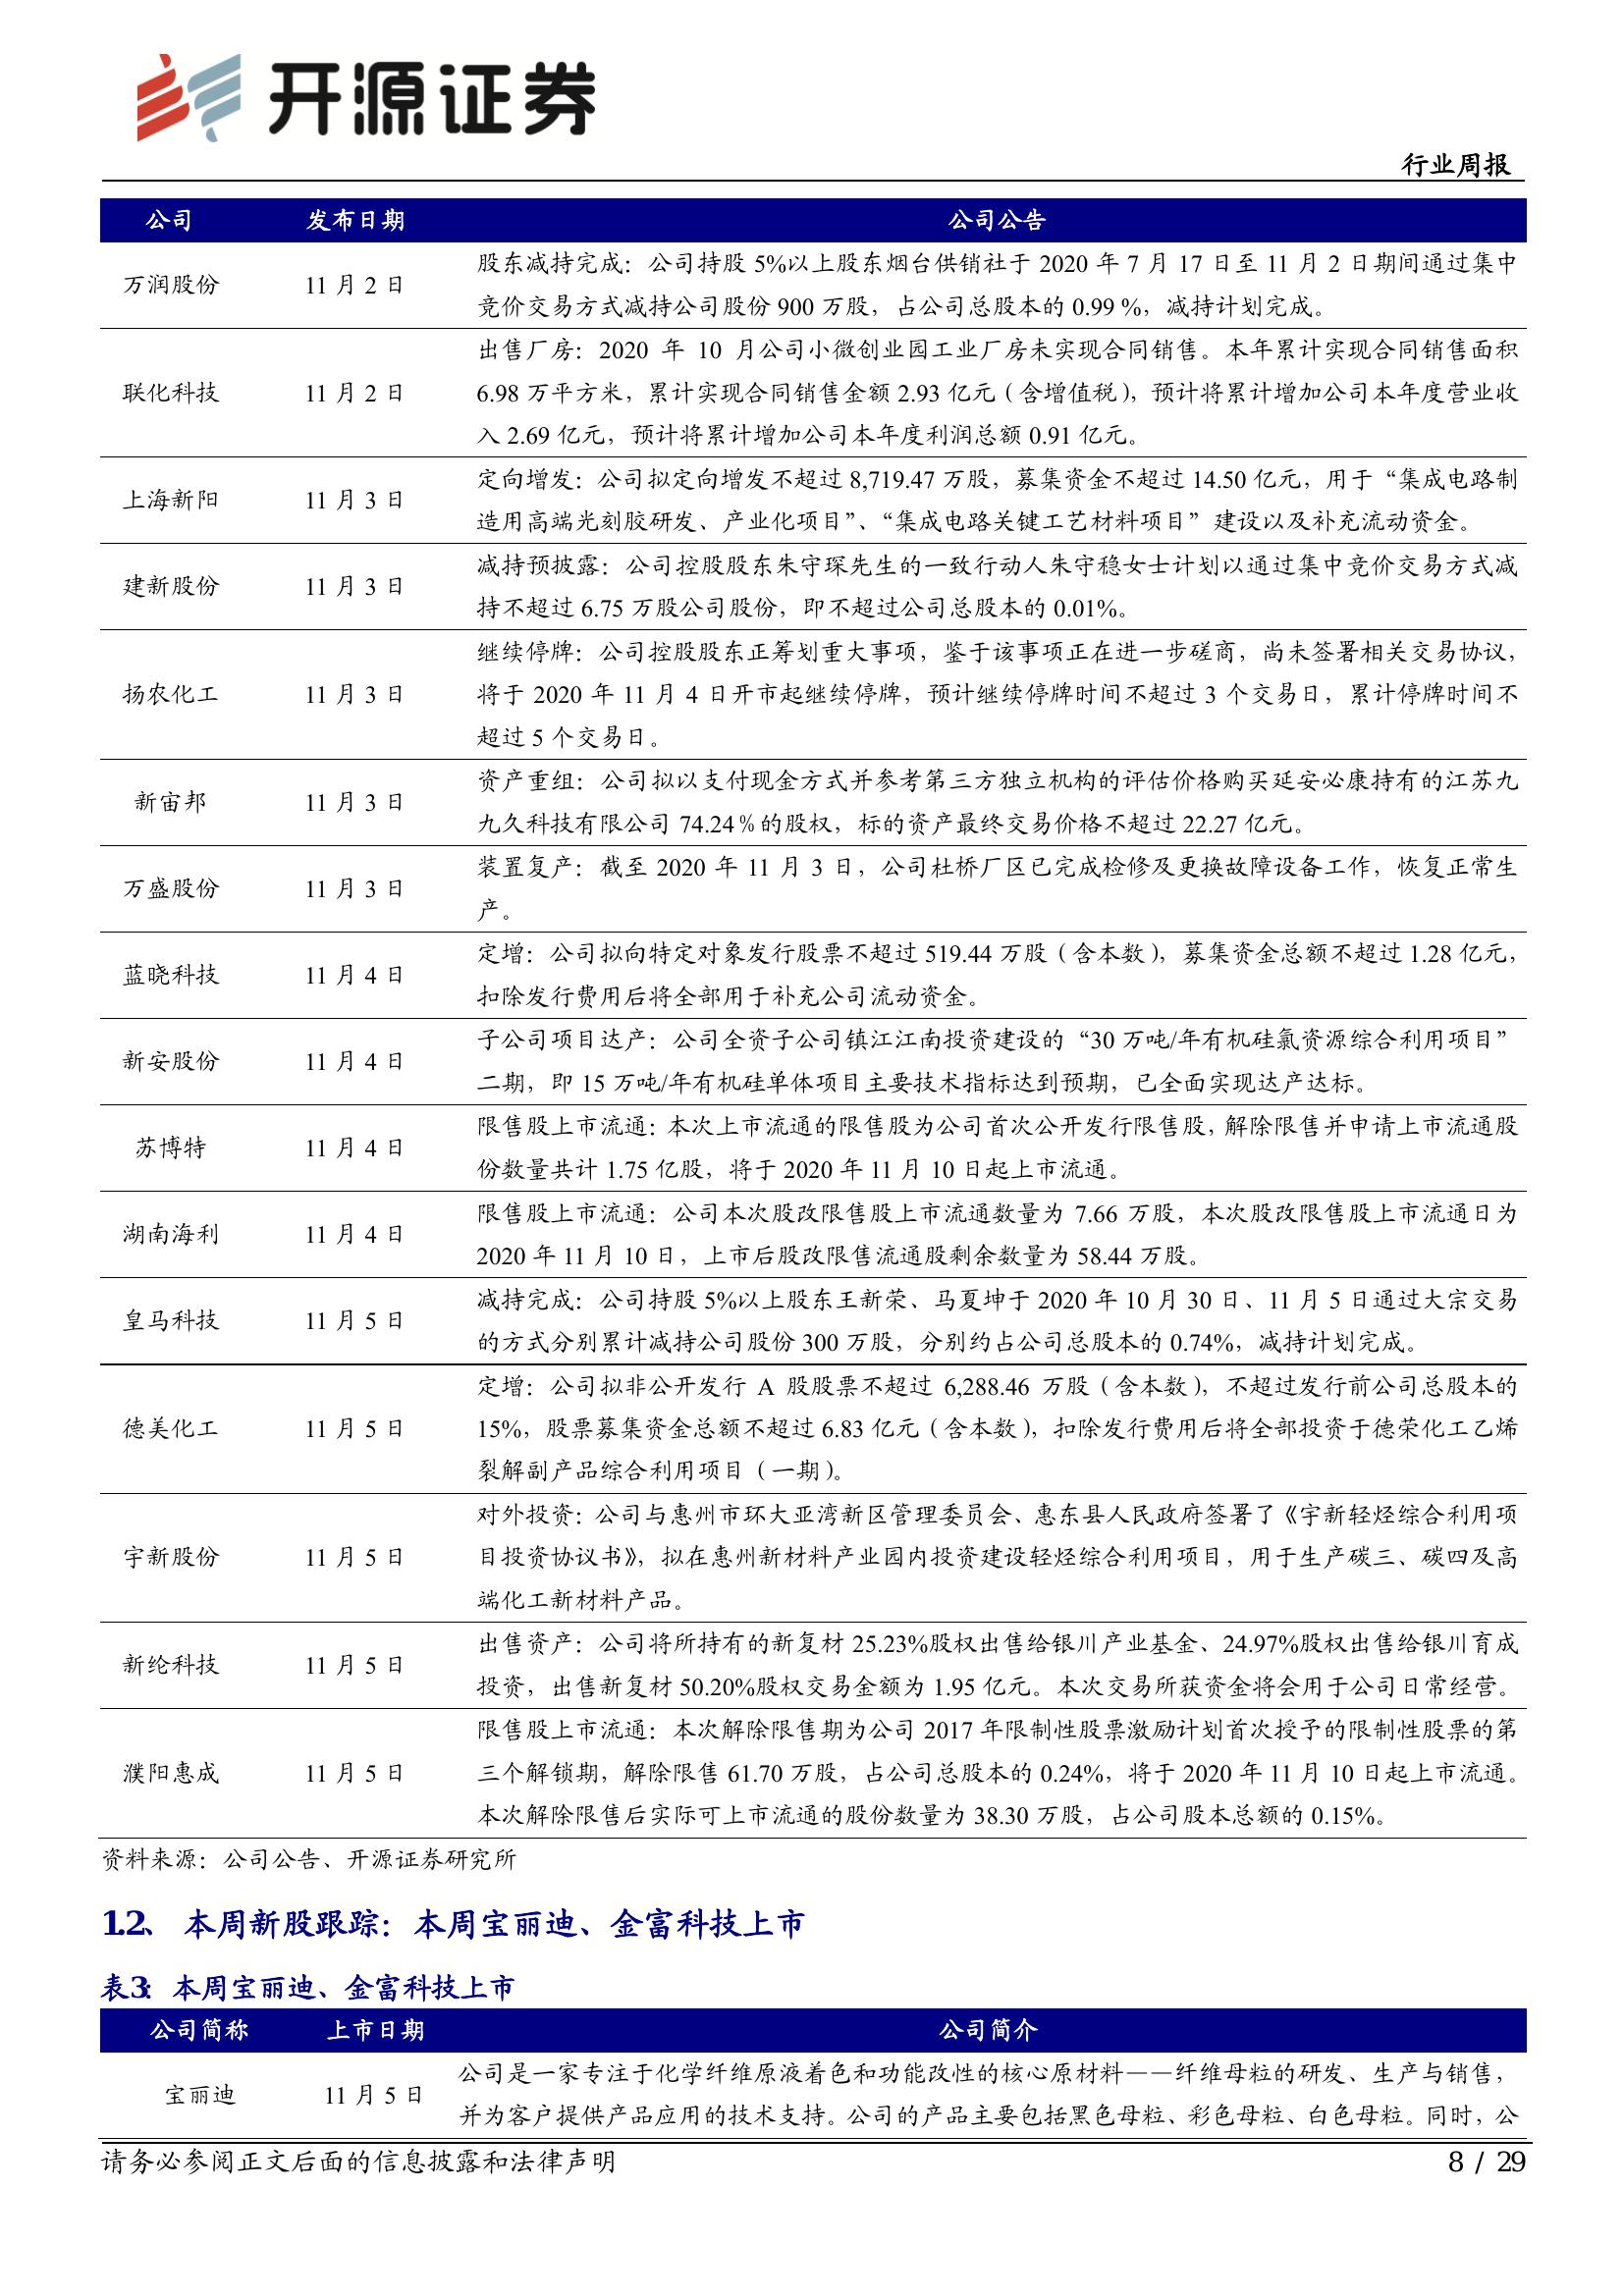 开源证券
行业周报
公司 发布日期 公司公告
万润股份 11 月 2 日 股东减持完成：公司持股 5%以上股东烟台供销社于 2020 年 7 月 17 日至 11 月 2 日期间通过集中
竞价交易方式减持公司股份 900 万股，占公司总股本的 0.99 %，减持计划完成。
联化科技 11 月 2 日 出售厂房：2020 年 10 月公司小微创业园工业厂房未实现合同销售。本年累计实现合同销售面积
6.98 万平方米，累计实现合同销售金额 2.93 亿元（含增值税），预计将累计增加公司本年度营业收
入 2.69 亿元，预计将累计增加公司本年度利润总额 0.91 亿元。
上海新阳 11 月 3 日 定向增发：公司拟定向增发不超过 8,719.47 万股，募集资金不超过 14.50 亿元，用于“集成电路制
造用高端光刻胶研发、产业化项目”、“集成电路关键工艺材料项目”建设以及补充流动资金。
建新股份 11 月 3 日 减持预披露：公司控股股东朱守琛先生的一致行动人朱守稳女士计划以通过集中竞价交易方式减
持不超过 6.75 万股公司股份，即不超过公司总股本的 0.01%。
扬农化工 11 月 3 日 继续停牌：公司控股股东正筹划重大事项，鉴于该事项正在进一步磋商，尚未签署相关交易协议，
将于 2020 年 11 月 4 日开市起继续停牌，预计继续停牌时间不超过 3 个交易日，累计停牌时间不
超过 5 个交易日。
新宙邦 11 月 3 日 资产重组：公司拟以支付现金方式并参考第三方独立机构的评估价格购买延安必康持有的江苏九
九久科技有限公司 74.24％的股权，标的资产最终交易价格不超过 22.27 亿元。
万盛股份 11 月 3 日 装置复产：截至 2020 年 11 月 3 日，公司杜桥厂区已完成检修及更换故障设备工作，恢复正常生
产。
蓝晓科技 11 月 4 日 定增：公司拟向特定对象发行股票不超过 519.44 万股（含本数），募集资金总额不超过 1.28 亿元，
扣除发行费用后将全部用于补充公司流动资金。
新安股份 11 月 4 日 子公司项目达产：公司全资子公司镇江江南投资建设的“30 万吨/年有机硅氯资源综合利用项目”
二期，即 15 万吨/年有机硅单体项目主要技术指标达到预期，已全面实现达产达标。
苏博特 11 月 4 日 限售股上市流通：本次上市流通的限售股为公司首次公开发行限售股，解除限售并申请上市流通股
份数量共计 1.75 亿股，将于 2020 年 11 月 10 日起上市流通。
湖南海利 11 月 4 日 限售股上市流通：公司本次股改限售股上市流通数量为 7.66 万股，本次股改限售股上市流通日为
2020 年 11 月 10 日，上市后股改限售流通股剩余数量为 58.44 万股。
皇马科技 11 月 5 日 减持完成：公司持股 5%以上股东王新荣、马夏坤于 2020 年 10 月 30 日、11 月 5 日通过大宗交易
的方式分别累计减持公司股份 300 万股，分别约占公司总股本的 0.74%，减持计划完成。
德美化工 11 月 5 日 定增：公司拟非公开发行 A 股股票不超过 6,288.46 万股（含本数），不超过发行前公司总股本的
15%，股票募集资金总额不超过 6.83 亿元（含本数），扣除发行费用后将全部投资于德荣化工乙烯
裂解副产品综合利用项目（一期）。
宇新股份 11 月 5 日 对外投资：公司与惠州市环大亚湾新区管理委员会、惠东县人民政府签署了《宇新轻烃综合利用项
目投资协议书》，拟在惠州新材料产业园内投资建设轻烃综合利用项目，用于生产碳三、碳四及高
端化工新材料产品。
新纶科技 11 月 5 日 出售资产：公司将所持有的新复材 25.23%股权出售给银川产业基金、24.97%股权出售给银川育成
投资，出售新复材 50.20%股权交易金额为 1.95 亿元。本次交易所获资金将会用于公司日常经营。
濮阳惠成 11 月 5 日 限售股上市流通：本次解除限售期为公司 2017 年限制性股票激励计划首次授予的限制性股票的第
三个解锁期，解除限售 61.70 万股，占公司总股本的 0.24%，将于 2020 年 11 月 10 日起上市流通。
本次解除限售后实际可上市流通的股份数量为 38.30 万股，占公司股本总额的 0.15%。
资料来源：公司公告、开源证券研究所
1.2、 本周新股跟踪：本周宝丽迪、金富科技上市
表3：本周宝丽迪、金富科技上市
公司简称 上市日期 公司简介
宝丽迪 11 月 5 日 公司是一家专注于化学纤维原液着色和功能改性的核心原材料——纤维母粒的研发、生产与销售，
并为客户提供产品应用的技术支持。公司的产品主要包括黑色母粒、彩色母粒、白色母粒。同时，公
请务必参阅正文后面的信息披露和法律声明 8 / 29